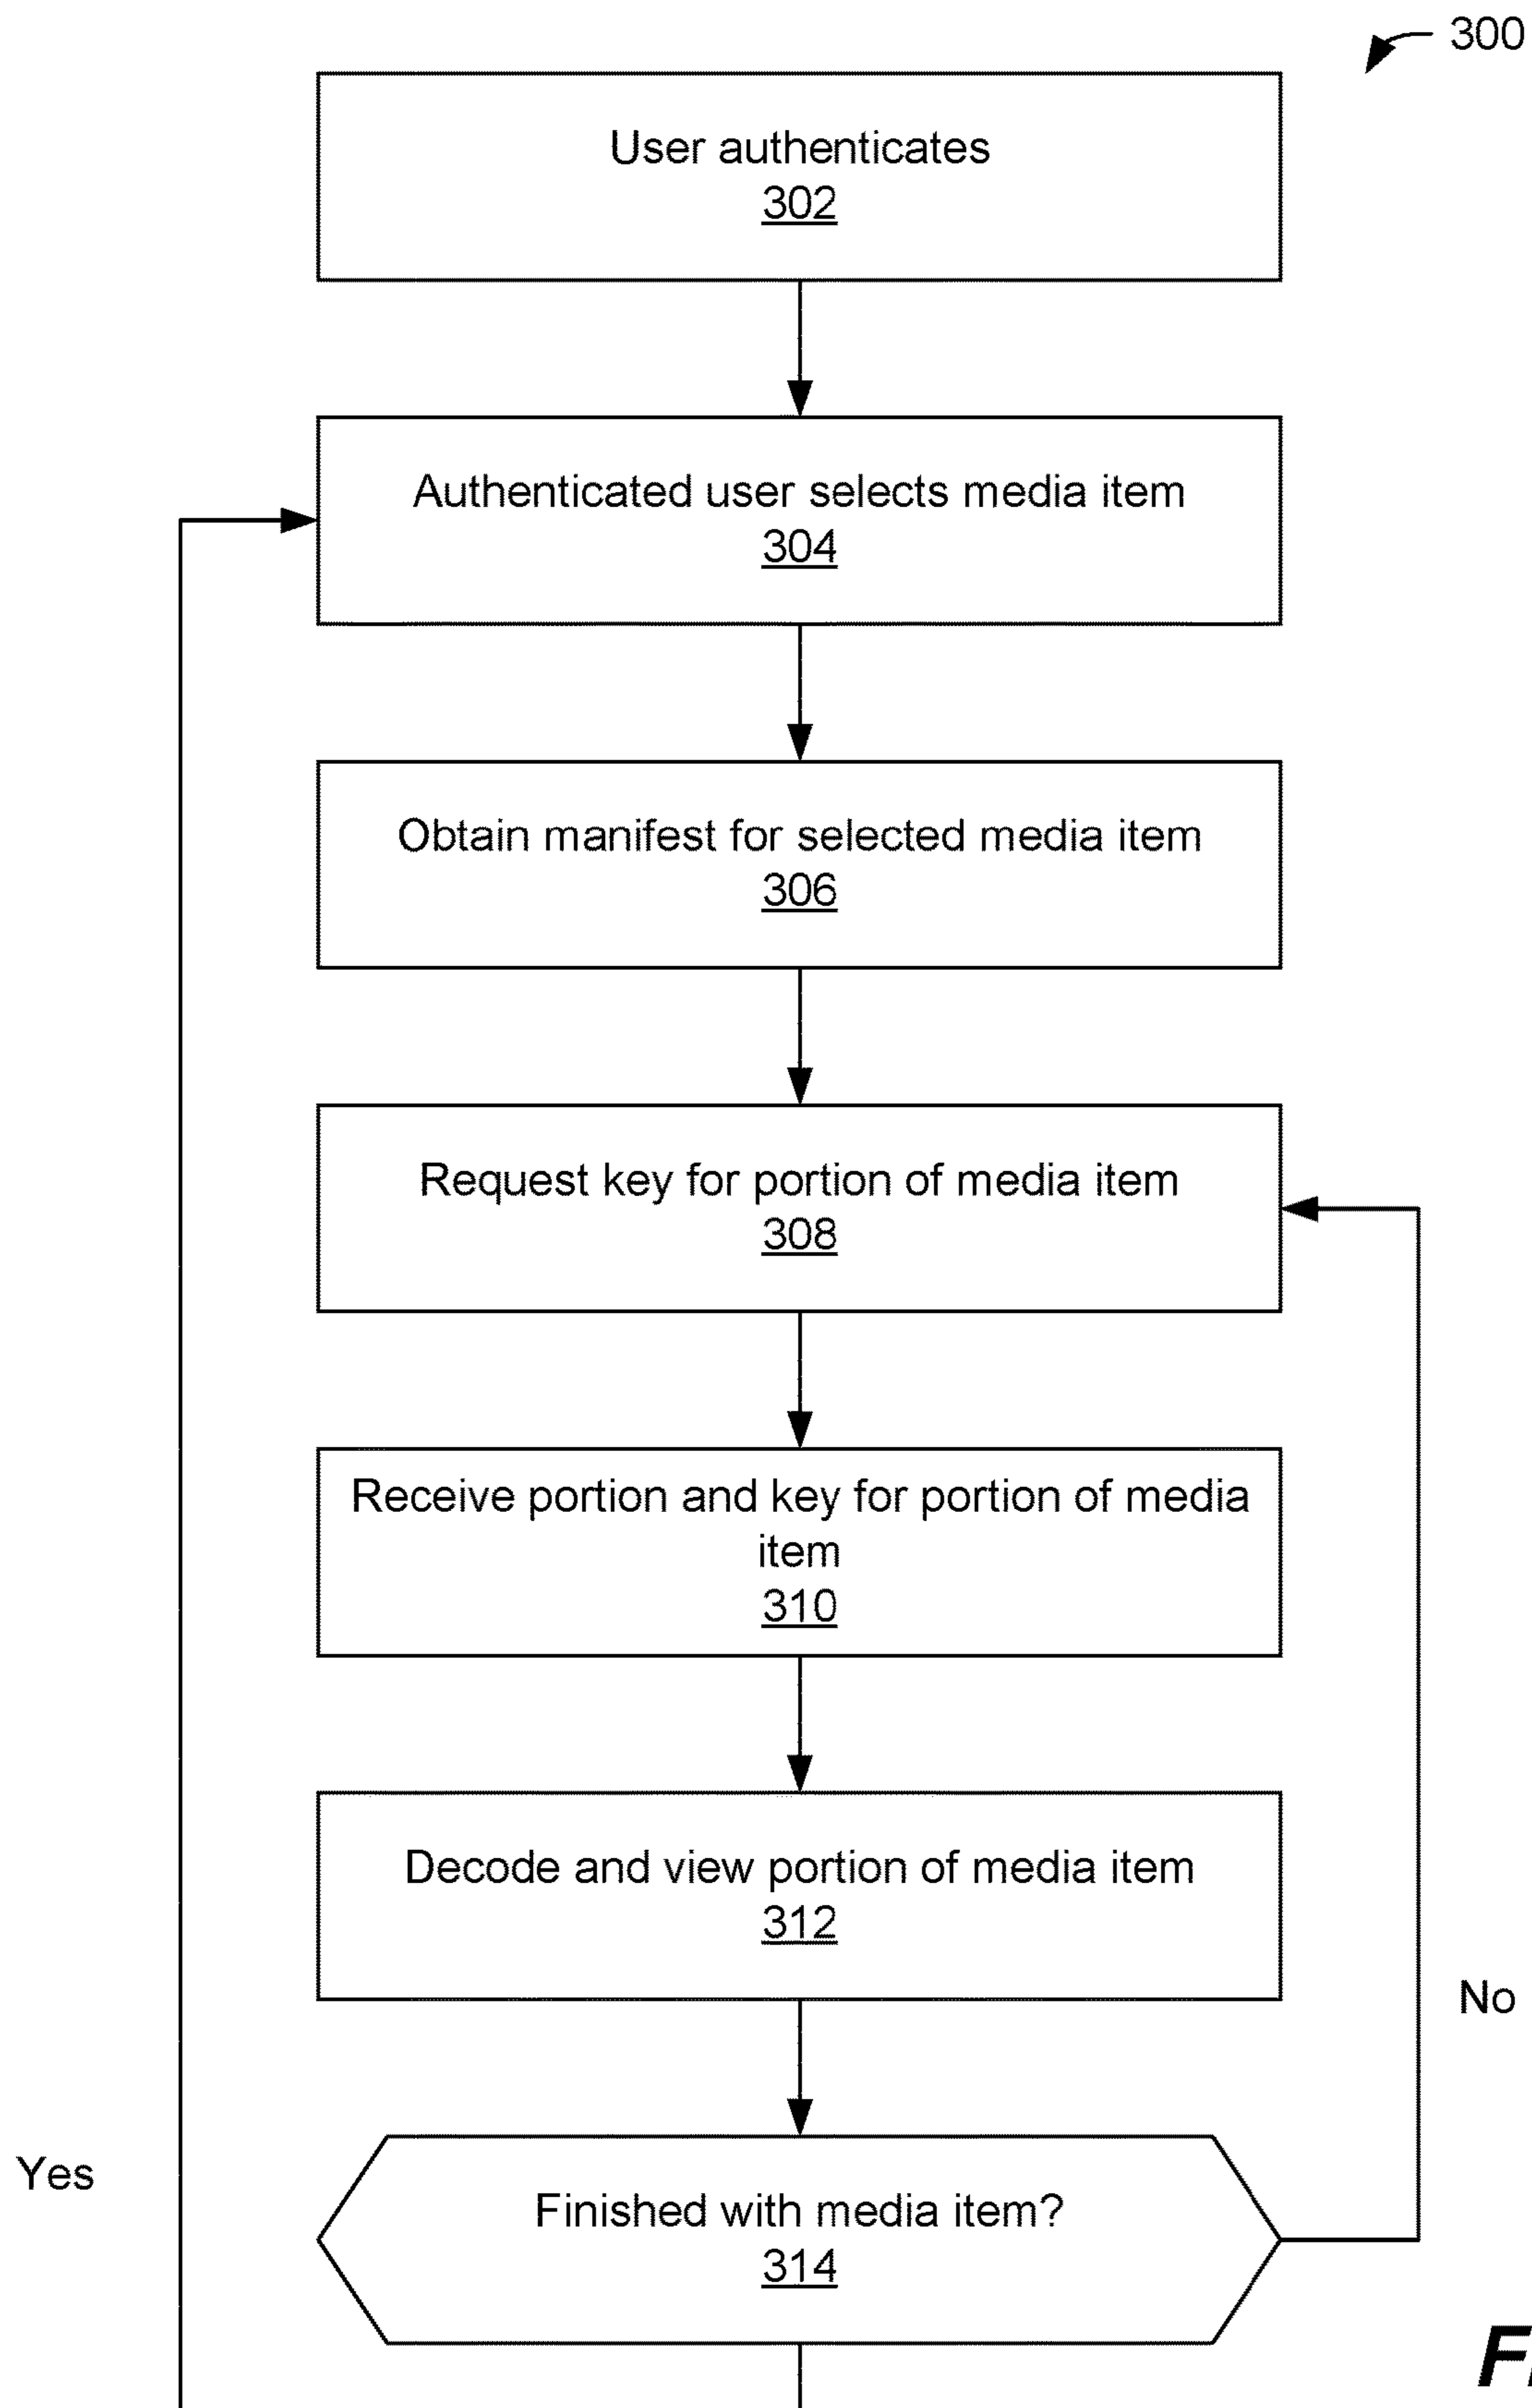 300
User authenticates
302
Authenticated user selects media item
304
Obtain manifest for selected media item
306
Request key for portion of media item
308
Receive portion and key for portion of media
item
310
Decode and view portion of media item
312
No
Yes
Finished with media item?
314